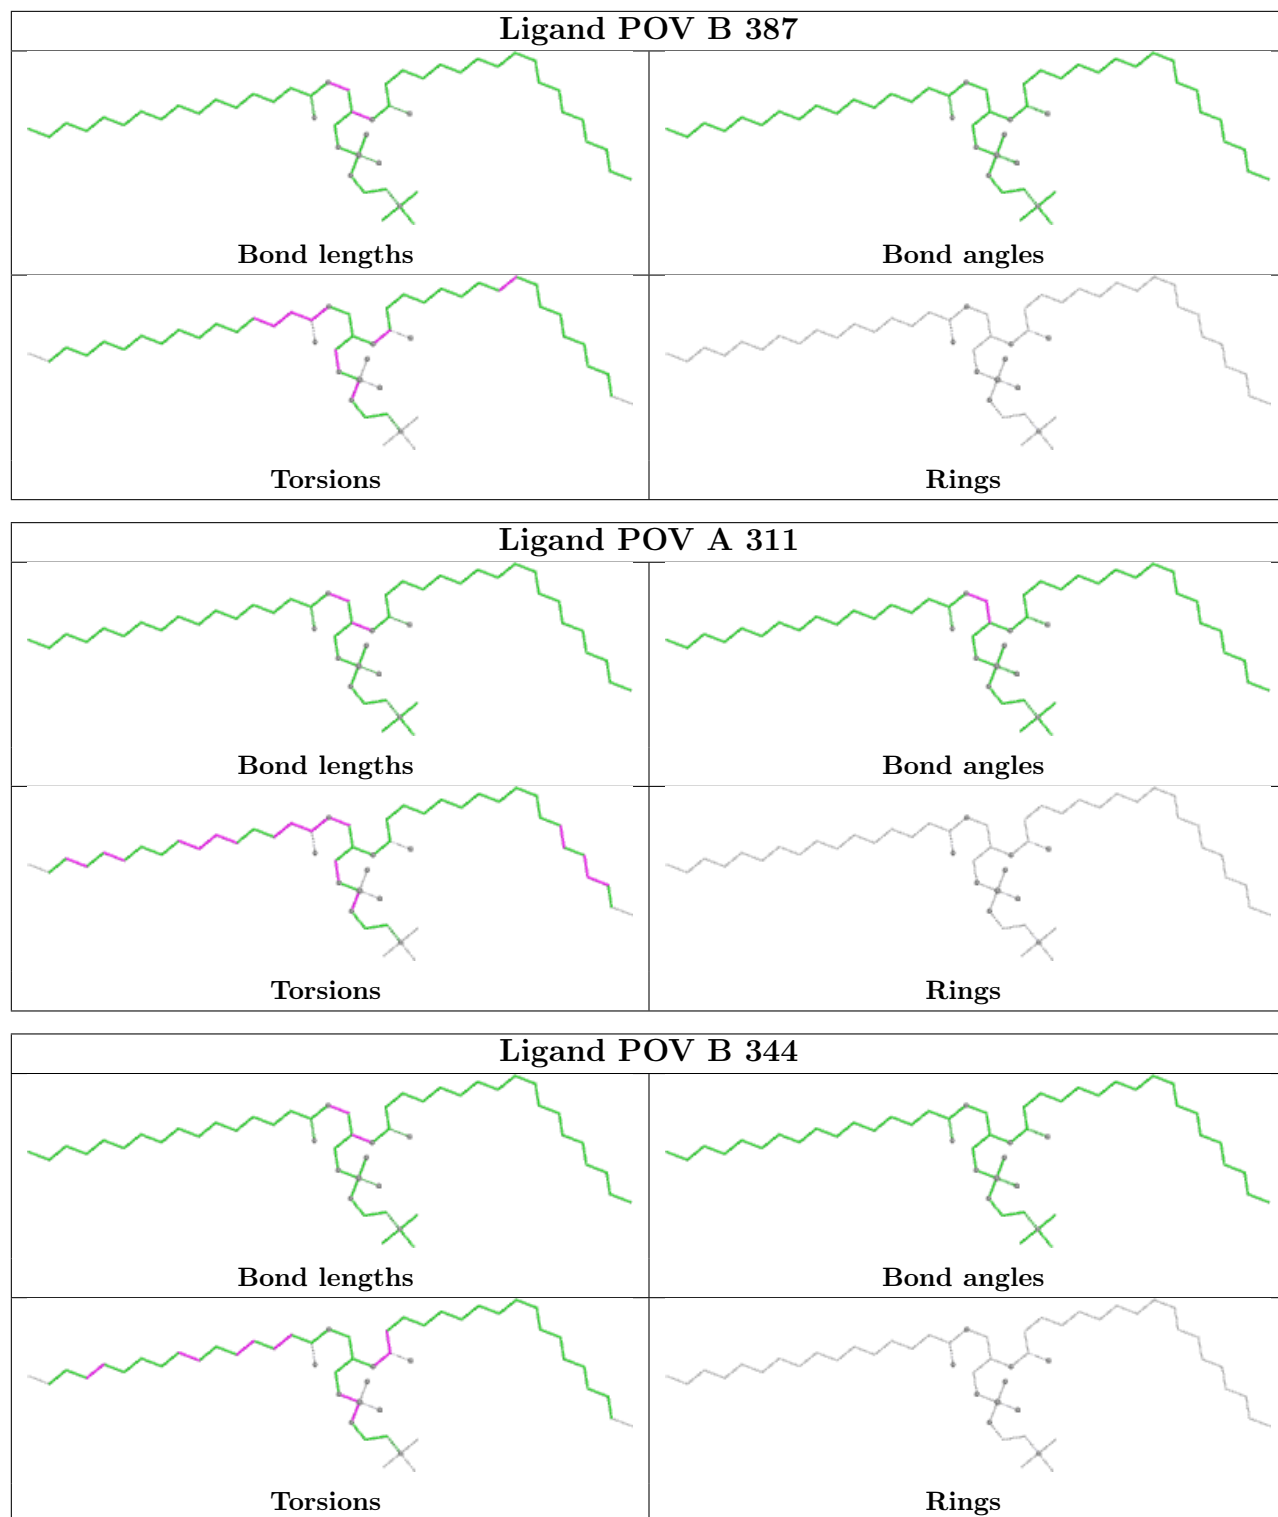 Ligand POV B 387
Bond lengths
Bond angles
Torsions
Rings
Ligand POV A 311
Bond lengths
Bond angles
Torsions
Rings
Ligand POV B 344
Bond lengths
Bond angles
Torsions
Rings